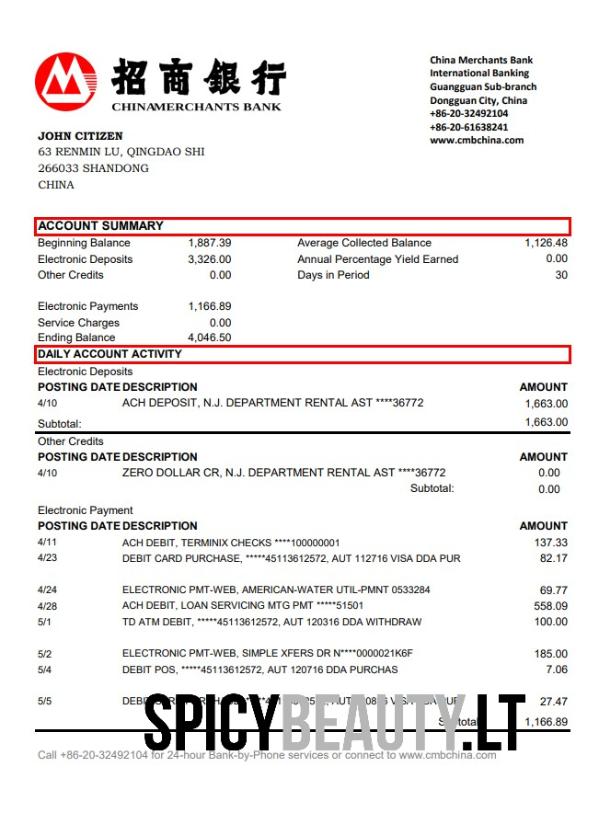 招商銀行
CHINAMERCHANTS BANK
China Merchants Bank
International Banking
Guangguan Sub-branch
Dongguan City, China
+86-20-32492104
+86-20-61638241
www.cmbchina.com
JOHN CITIZEN
63 RENMIN LU, QINGDAO SHI
266033 SHANDONG
CHINA
ACCOUNT SUMMARY
Beginning Balance 1,887.39 Average Collected Balance 1,126.48
Electronic Deposits 3,326.00 Annual Percentage Yield Earned 0.00
Other Credits 0.00 Days in Period 30
Electronic Payments 1,166.89
Service Charges 0.00
Ending Balance 4,046.50
DAILY ACCOUNT ACTIVITY
Electronic Deposits
POSTING DATE DESCRIPTION AMOUNT
4/10 ACH DEPOSIT, N.J. DEPARTMENT RENTAL AST ****36772 1,663.00
Subtotal: 1,663.00
Other Credits
POSTING DATE DESCRIPTION AMOUNT
4/10 ZERO DOLLAR CR, N.J. DEPARTMENT RENTAL AST ****36772 0.00
Subtotal: 0.00
Electronic Payment
POSTING DATE DESCRIPTION AMOUNT
4/11 ACH DEBIT, TERMINIX CHECKS ****100000001 137.33
4/23 DEBIT CARD PURCHASE, *****45113612572, AUT 112716 VISA DDA PUR 82.17
4/24 ELECTRONIC PMT-WEB, AMERICAN-WATER UTIL-PMNT 0533284 69.77
4/28 ACH DEBIT, LOAN SERVICING MTG PMT *****51501 558.09
5/1 TD ATM DEBIT, *****45113612572, AUT 120316 DDA WITHDRAW 100.00
5/2 ELECTRONIC PMT-WEB, SIMPLE XFERS DR N****0000021K6F 185.00
5/4 DEBIT POS, *****45113612572, AUT 120716 DDA PURCHAS 7.06
5/5 27.47
SPICYBEAUTY.LT
Subtotal: 1,166.89
Call +86-20-32492104 for 24-hour Bank-by-Phone services or connect to www.cmbchina.com